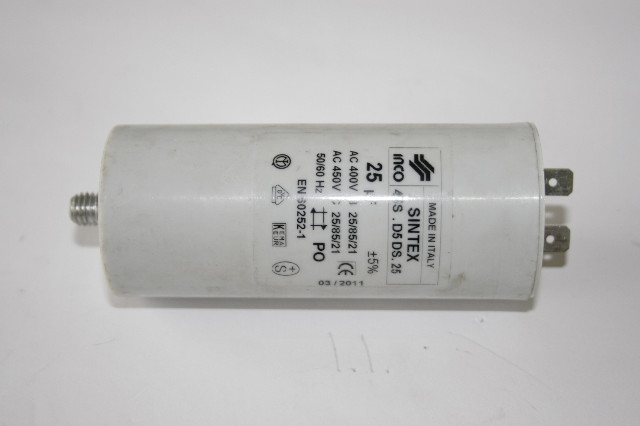 MADE IN ITALY
SINTEX
inco
. D5 DS. 25
25
±5%
AC 400V 25/85/21
AC 450V 25/85/21
50/60 Hz
PO
EN 60252-1
03/2011